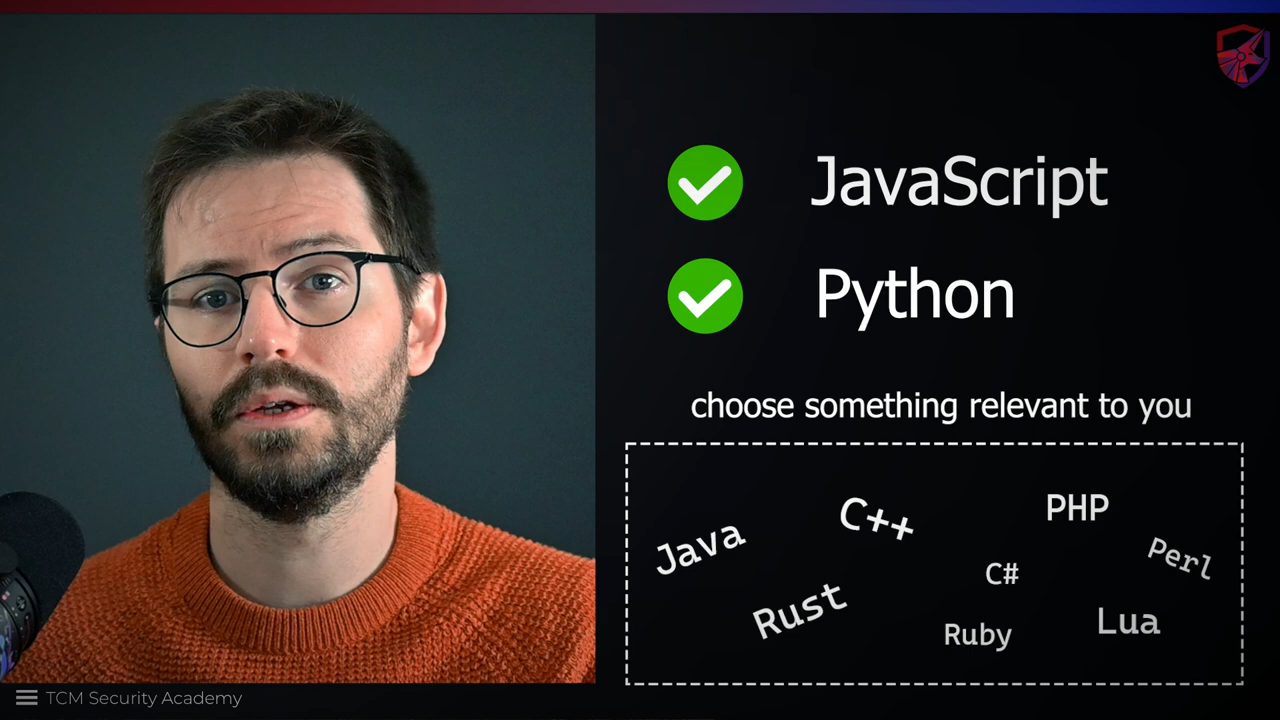 JavaScript
Python
choose something relevant to you
Java
C++
PHP
Perl
C#
Rust
Ruby
Lua
TCM Security Academy